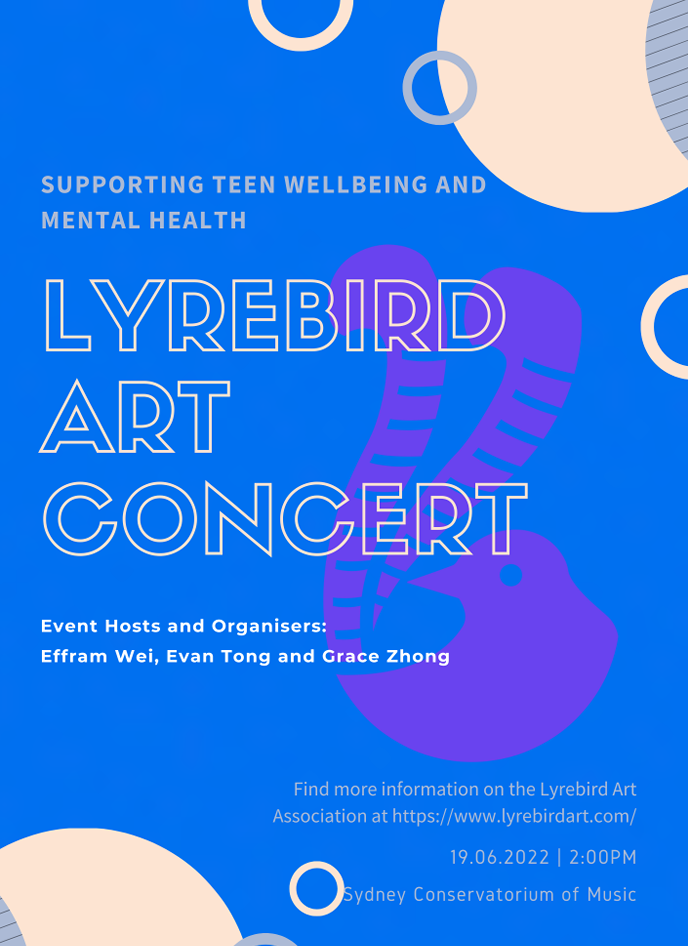 SUPPORTING TEEN WELLBEING AND
MENTAL HEALTH
LYREBIRD
ART
CONCERT
Event Hosts and Organisers:
Effram Wei, Evan Tong and Grace Zhong
Find more information on the Lyrebird Art
Association at https://www.lyrebirdart.com/
19.06.2022 | 2:00PM
Sydney Conservatorium of Music